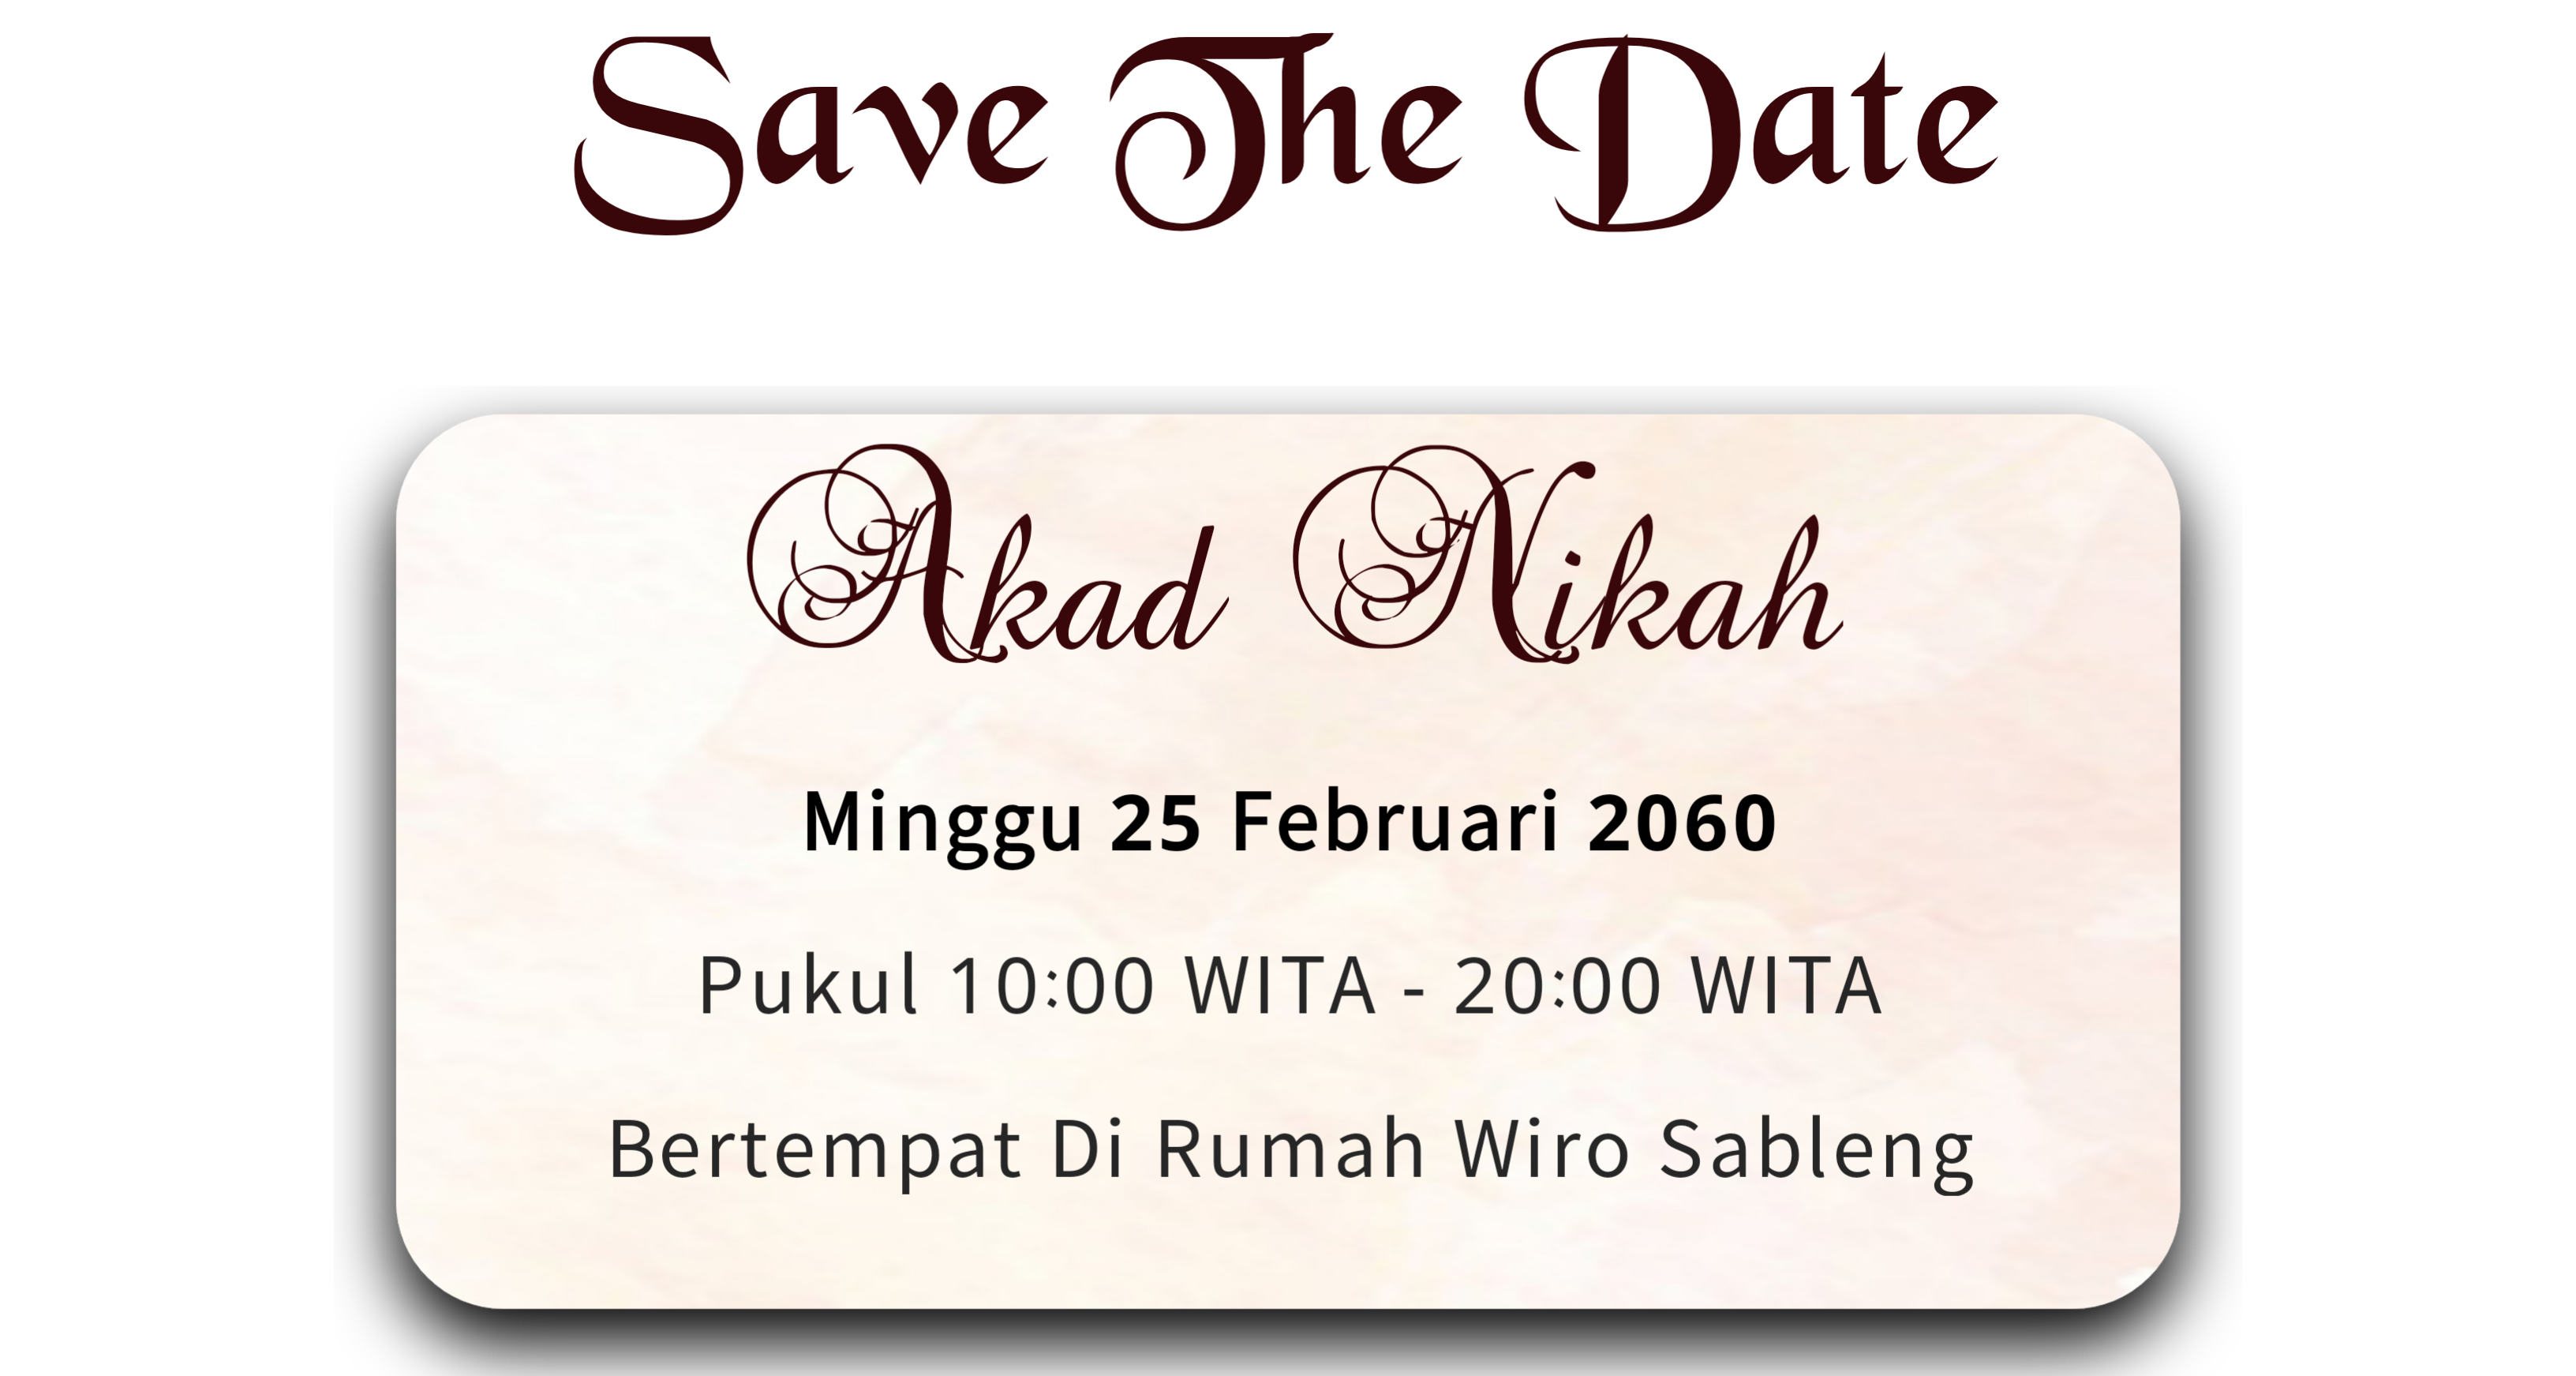 Save The Date
Akad Nikah
Minggu 25 Februari 2060
Pukul 10:00 WITA - 20:00 WITA
Bertempat Di Rumah Wiro Sableng